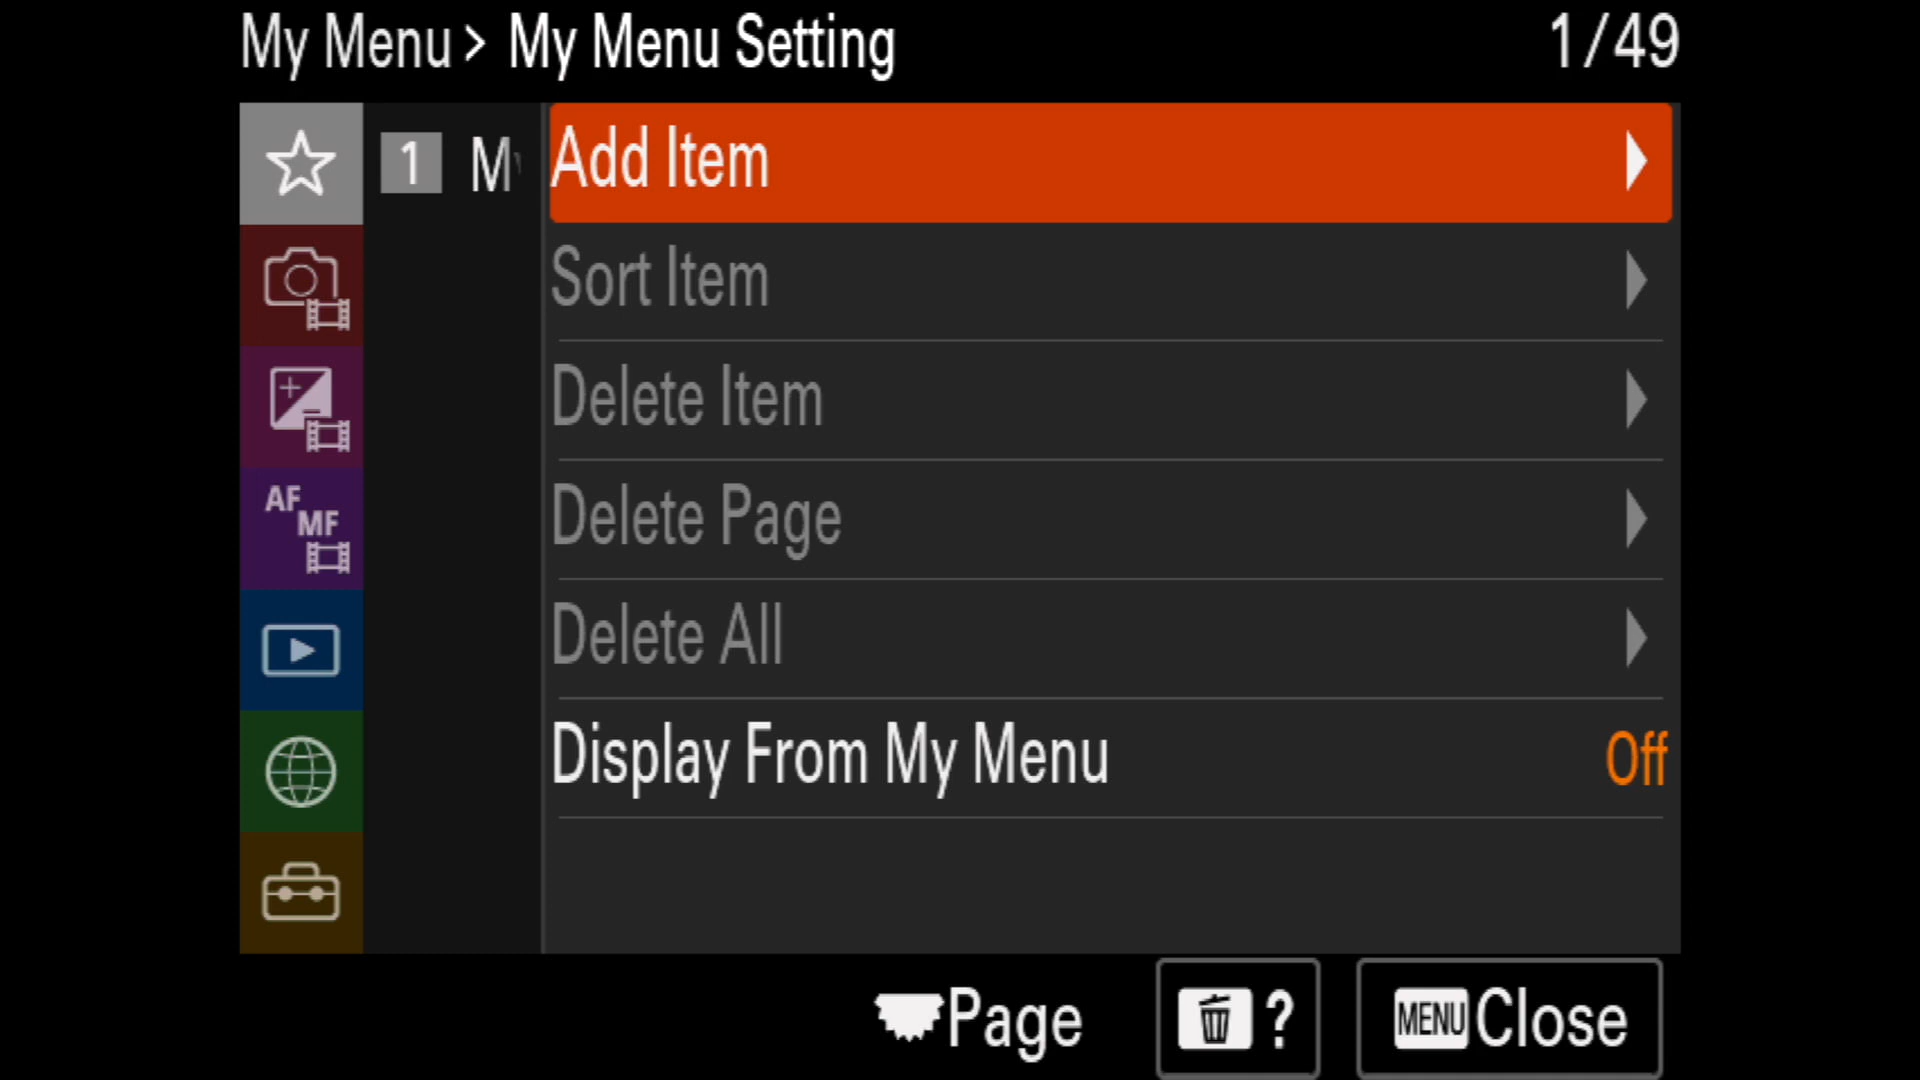 My Menu> My Menu Setting
1/49
1 M
Add Item
Sort Item
Delete Item
Delete Page
Delete All
Display From My Menu Off
AF
MF
Page
?
MENU Close